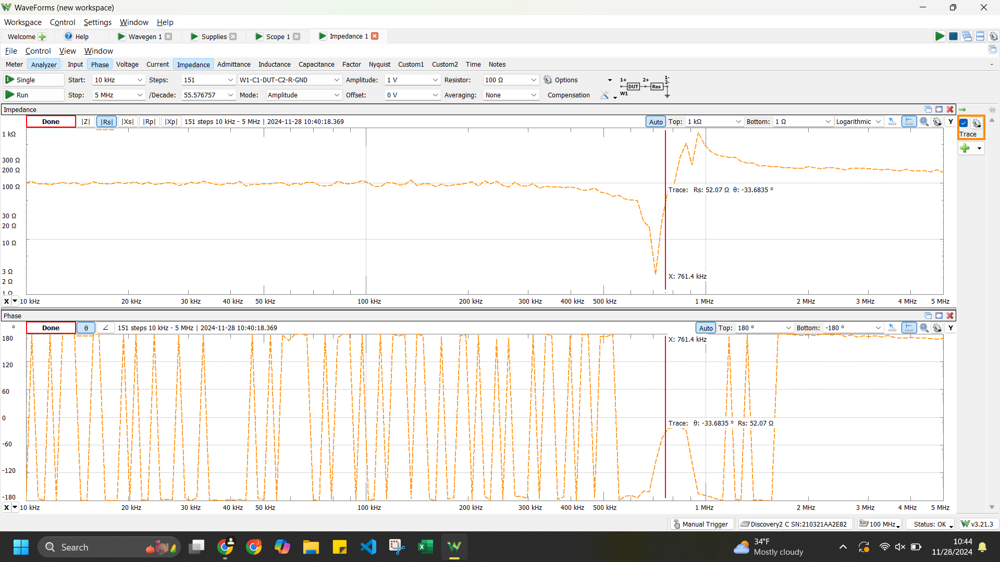 WaveForms (new workspace)
Workspace Control Settings Window Help
Welcome Help Wavegen 1 Supplies Scope 1 Impedance 1
File Control View Window
Meter Analyzer Input Phase Voltage Current Impedance Admittance Inductance Capacitance Factor Nyquist Custom1 Custom2 Time Notes
Single Start: 10 kHz Steps: 151 W1-C1-DUT-C2-R-GND Amplitude: 1 V Resistor: 100 Ω Options
Run Stop: 5 MHz /Decade: 55.576757 Mode: Amplitude Offset: 0 V Averaging: None Compensation
1+ 2+ 1- 2-
DUT Res
W1
Impedance
Done |Z| |Rs| |Xs| |Rp| |Xp| 151 steps 10 kHz - 5 MHz | 2024-11-28 10:40:18.369 Auto Top: 1 kΩ Bottom: 1 Ω Logarithmic Y
Trace
1 kΩ
300 Ω
200 Ω
100 Ω
Trace: Rs: 52.07 Ω θ: -33.6835 °
30 Ω
20 Ω
10 Ω
3 Ω
X: 761.4 kHz
2 Ω
1 Ω
X 10 kHz 20 kHz 30 kHz 40 kHz 50 kHz 100 kHz 200 kHz 300 kHz 400 kHz 500 kHz 1 MHz 2 MHz 3 MHz 4 MHz 5 MHz
Phase
° Done θ ∠ 151 steps 10 kHz - 5 MHz | 2024-11-28 10:40:18.369 Auto Top: 180 ° Bottom: -180 ° Y
180
X: 761.4 kHz
120
60
0
Trace: θ: -33.6835 ° Rs: 52.07 Ω
-60
-120
-180
X 10 kHz 20 kHz 30 kHz 40 kHz 50 kHz 100 kHz 200 kHz 300 kHz 400 kHz 500 kHz 1 MHz 2 MHz 3 MHz 4 MHz 5 MHz
Manual Trigger Discovery2 C SN:210321AA2E82 100 MHz Status: OK v3.21.3
Search
34°F
Mostly cloudy
10:44
11/28/2024